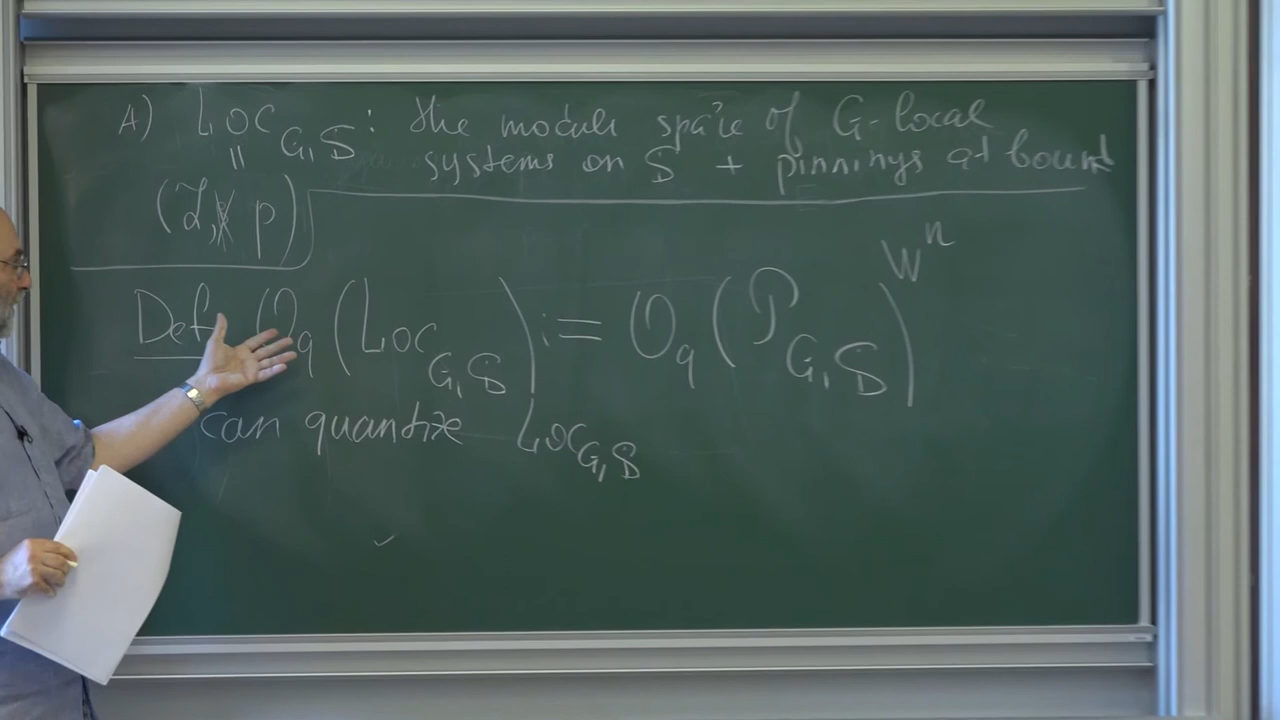 A) Loc_{G,S} : the moduli space of G-local
systems on S + pinnings at bound
||
(ℒ, p)
Def O_q(Loc_{G,S}) := O_q(P_{G,S})^{W^n}
can quantize Loc_{G,S}